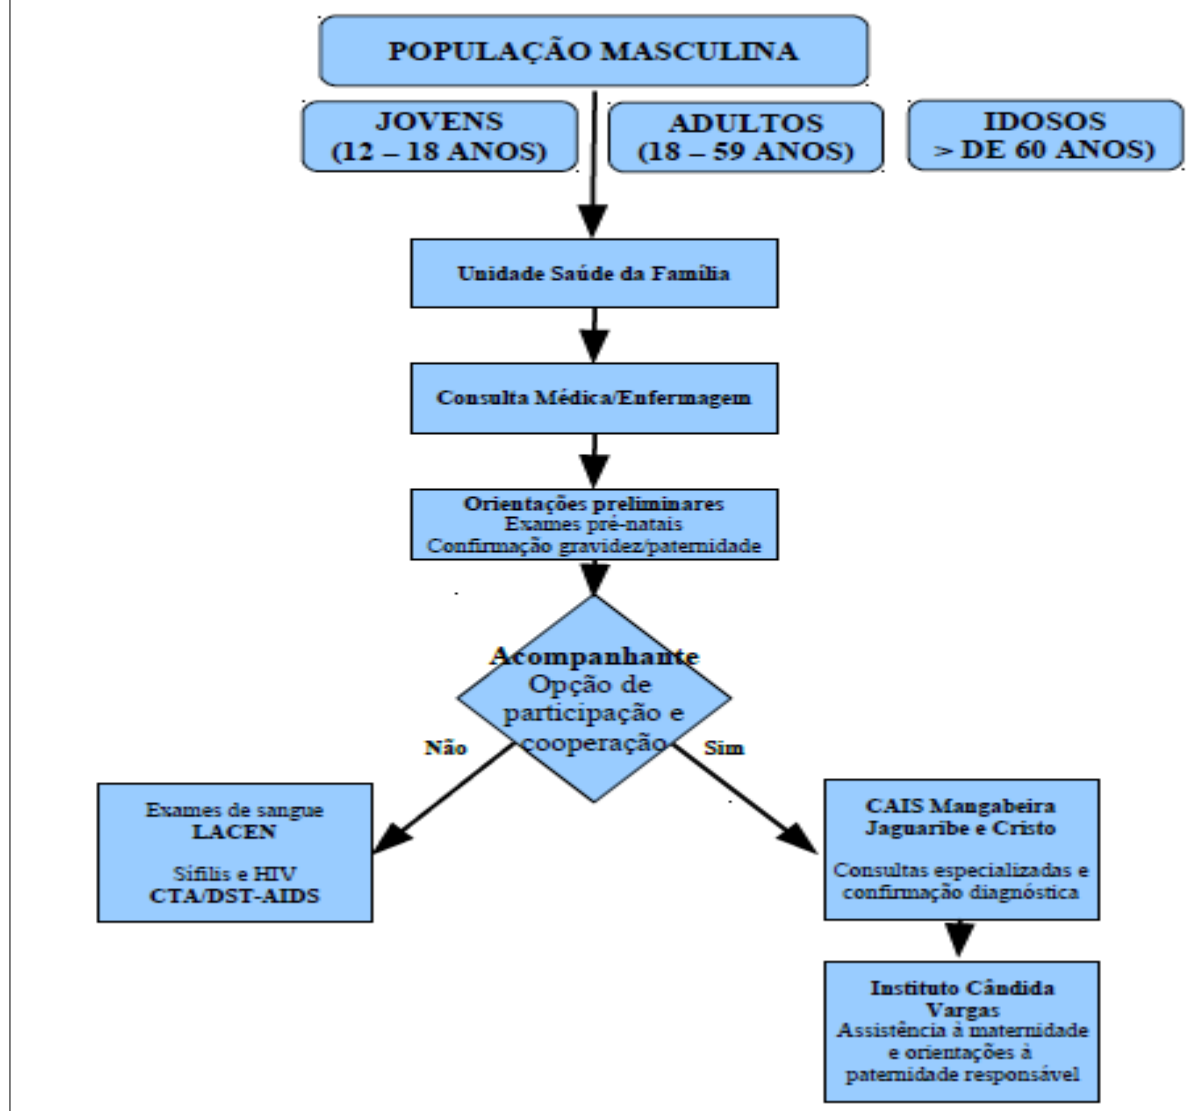 POPULAÇÃO MASCULINA
JOVENS
(12 – 18 ANOS)
ADULTOS
(18 – 59 ANOS)
IDOSOS
> DE 60 ANOS)
Unidade Saúde da Família
Consulta Médica/Enfermagem
Orientações preliminares
Exames pré-natais
Confirmação gravidez/paternidade
Acompanhante
Opção de
participação e
cooperação
Não
Sim
Exames de sangue
LACEN
Sífilis e HIV
CTA/DST-AIDS
CAIS Mangabeira
Jaguaribe e Cristo
Consultas especializadas e
confirmação diagnóstica
Instituto Cândida
Vargas
Assistência à maternidade
e orientações à
paternidade responsável